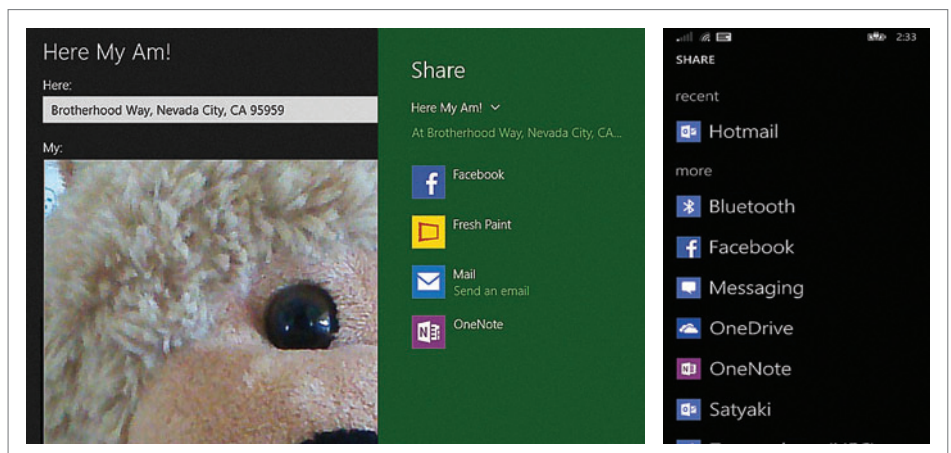 Here My Am!
Here:
Brotherhood Way, Nevada City, CA 95959
My:
Share
Here My Am!
At Brotherhood Way, Nevada City, CA...
Facebook
Fresh Paint
Mail
Send an email
OneNote
2:33
SHARE
recent
Hotmail
more
Bluetooth
Facebook
Messaging
OneDrive
OneNote
Satyaki